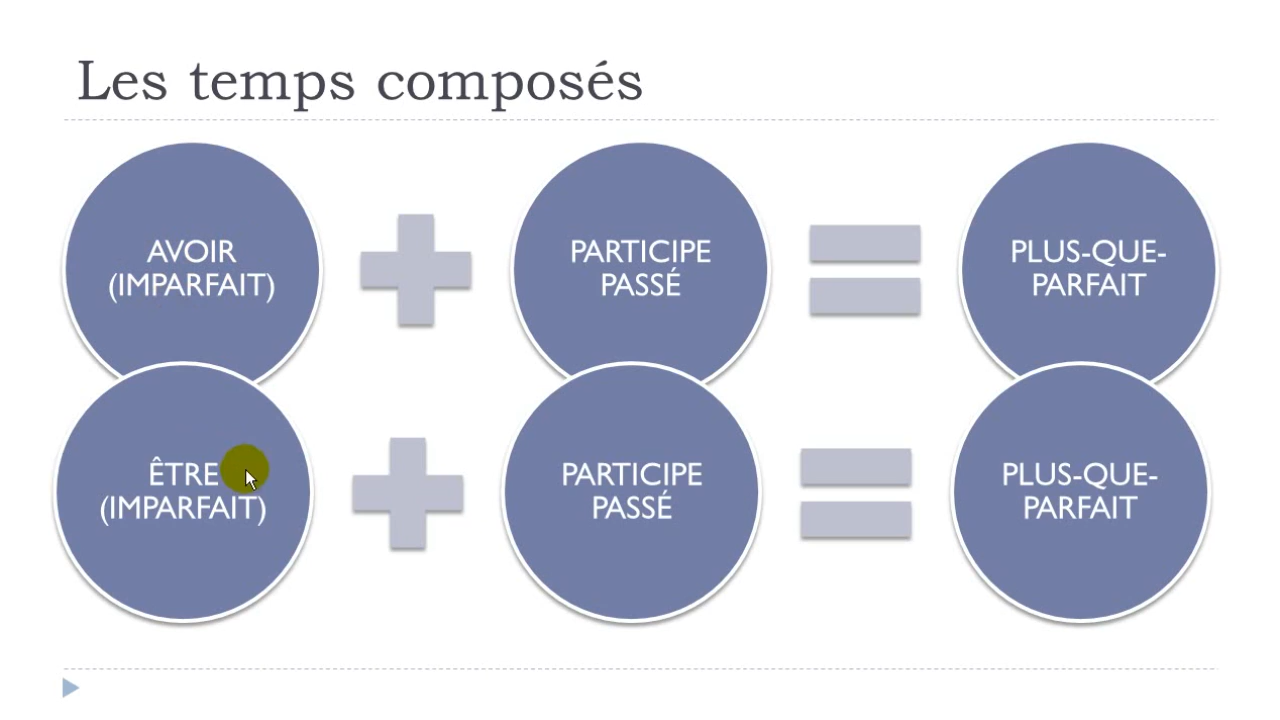 Les temps composés
AVOIR
(IMPARFAIT)
PARTICIPE
PASSÉ
PLUS-QUE-
PARFAIT
ÊTRE
(IMPARFAIT)
PARTICIPE
PASSÉ
PLUS-QUE-
PARFAIT